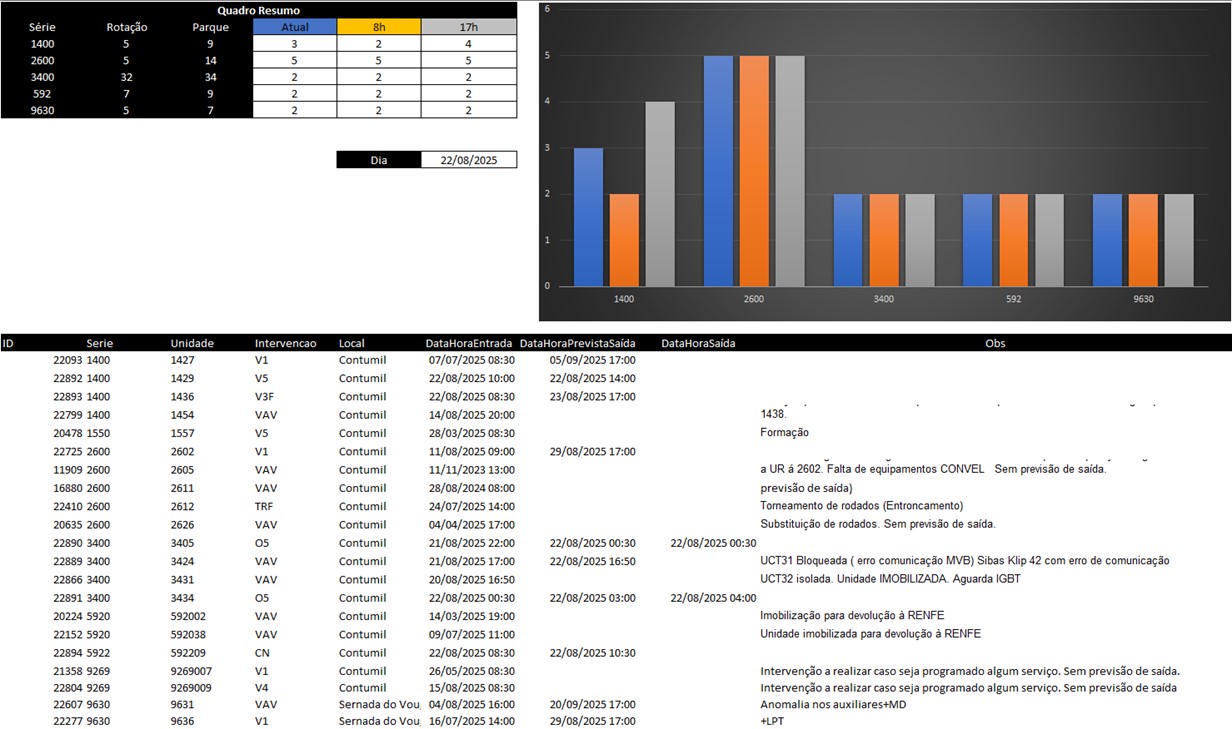 Quadro Resumo
Série Rotação Parque Atual 8h 17h
1400 5 9 3 2 4
2600 5 14 5 5 5
3400 32 34 2 2 2
592 7 9 2 2 2
9630 5 7 2 2 2
Dia 22/08/2025
6
5
4
3
2
1
0
1400 2600 3400 592 9630
ID Serie Unidade Intervencao Local DataHoraEntrada DataHoraPrevistaSaída DataHoraSaída Obs
22093 1400 1427 V1 Contumil 07/07/2025 08:30 05/09/2025 17:00
22892 1400 1429 V5 Contumil 22/08/2025 10:00 22/08/2025 14:00
22893 1400 1436 V3F Contumil 22/08/2025 08:30 23/08/2025 17:00
22799 1400 1454 VAV Contumil 14/08/2025 20:00 1438.
20478 1550 1557 V5 Contumil 28/03/2025 08:30 Formação
22725 2600 2602 V1 Contumil 11/08/2025 09:00 29/08/2025 17:00
11909 2600 2605 VAV Contumil 11/11/2023 13:00 a UR á 2602. Falta de equipamentos CONVEL Sem previsão de saída.
16880 2600 2611 VAV Contumil 28/08/2024 08:00 previsão de saída)
22410 2600 2612 TRF Contumil 24/07/2025 14:00 Torneamento de rodados (Entroncamento)
20635 2600 2626 VAV Contumil 04/04/2025 17:00 Substituição de rodados. Sem previsão de saída.
22890 3400 3405 O5 Contumil 21/08/2025 22:00 22/08/2025 00:30 22/08/2025 00:30
22889 3400 3424 VAV Contumil 21/08/2025 17:00 22/08/2025 16:50 UCT31 Bloqueada ( erro comunicação MVB) Sibas Klip 42 com erro de comunicação
22866 3400 3431 VAV Contumil 20/08/2025 16:50 UCT32 isolada. Unidade IMOBILIZADA. Aguarda IGBT
22891 3400 3434 O5 Contumil 22/08/2025 00:30 22/08/2025 03:00 22/08/2025 04:00
20224 5920 592002 VAV Contumil 14/03/2025 19:00 Imobilização para devolução à RENFE
22152 5920 592038 VAV Contumil 09/07/2025 11:00 Unidade imobilizada para devolução à RENFE
22894 5922 592209 CN Contumil 22/08/2025 08:30 22/08/2025 10:30
21358 9269 9269007 V1 Contumil 26/05/2025 08:30 Intervenção a realizar caso seja programado algum serviço. Sem previsão de saída.
22804 9269 9269009 V4 Contumil 15/08/2025 08:30 Intervenção a realizar caso seja programado algum serviço. Sem previsão de saída
22607 9630 9631 VAV Sernada do Vou 04/08/2025 16:00 20/09/2025 17:00 Anomalia nos auxiliares+MD
22277 9630 9636 V1 Sernada do Vou 16/07/2025 14:00 29/08/2025 17:00 +LPT